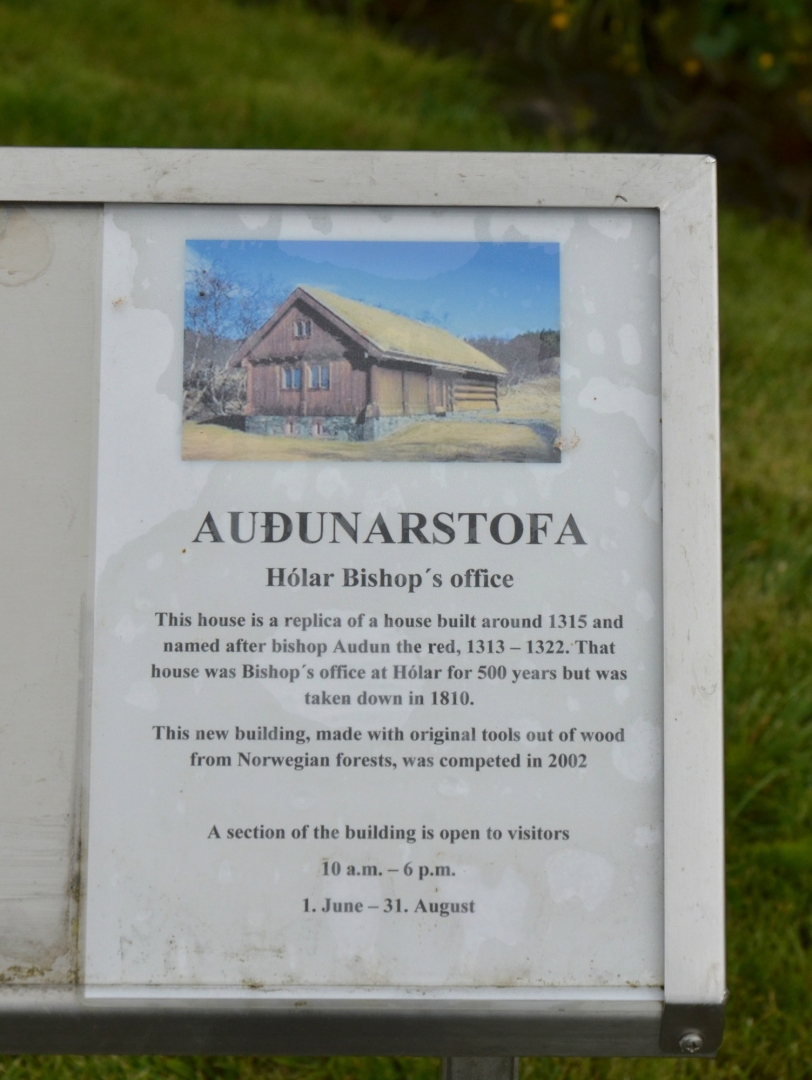 AUÐUNARSTOFA
Hólar Bishop´s office
This house is a replica of a house built around 1315 and
named after bishop Audun the red, 1313 – 1322. That
house was Bishop´s office at Hólar for 500 years but was
taken down in 1810.
This new building, made with original tools out of wood
from Norwegian forests, was competed in 2002
A section of the building is open to visitors
10 a.m. – 6 p.m.
1. June – 31. August